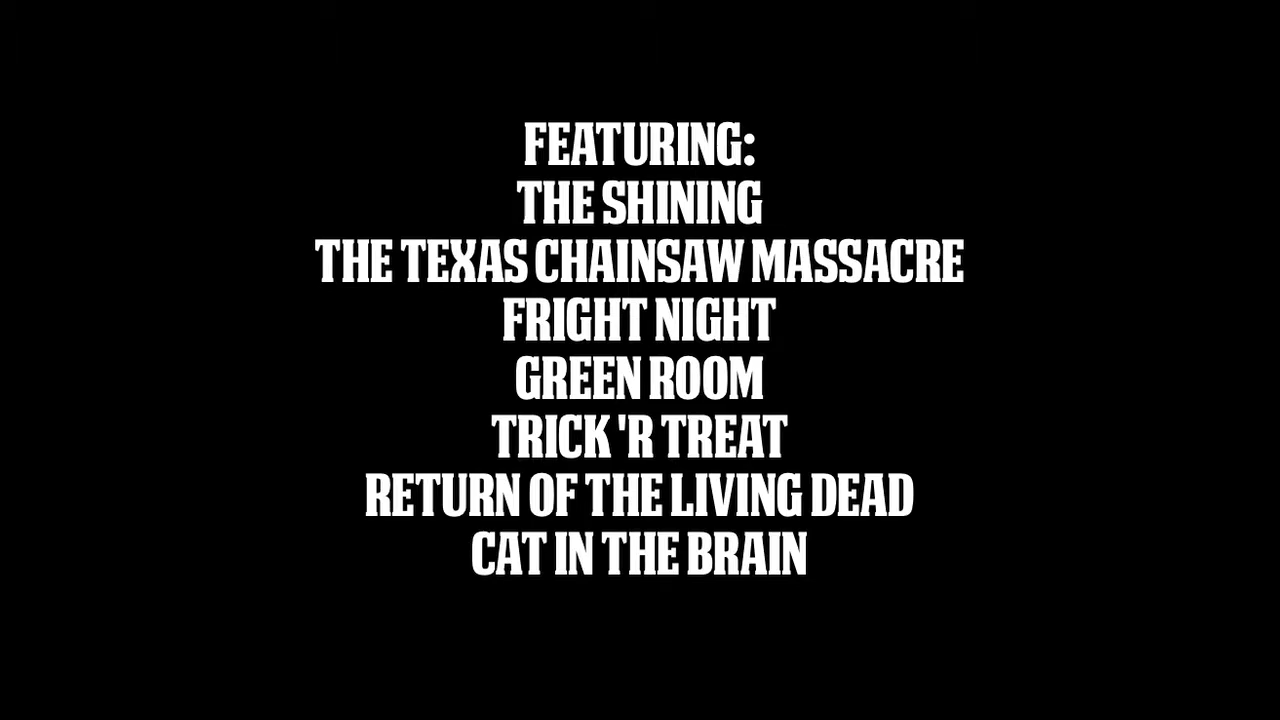 FEATURING:
THE SHINING
THE TEXAS CHAINSAW MASSACRE
FRIGHT NIGHT
GREEN ROOM
TRICK 'R TREAT
RETURN OF THE LIVING DEAD
CAT IN THE BRAIN